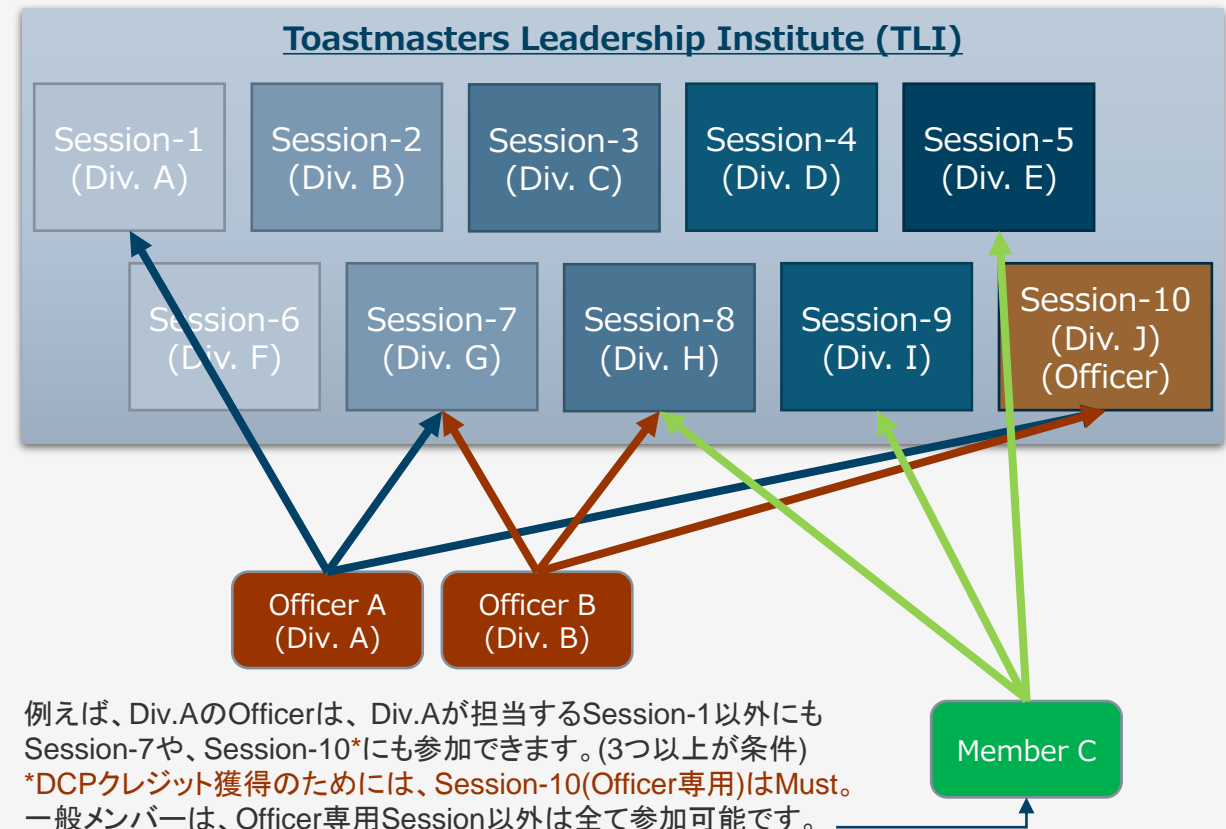 Toastmasters Leadership Institute (TLI)
Session-1
(Div. A)
Session-2
(Div. B)
Session-3
(Div. C)
Session-4
(Div. D)
Session-5
(Div. E)
Session-6
(Div. F)
Session-7
(Div. G)
Session-8
(Div. H)
Session-9
(Div. I)
Session-10
(Div. J)
(Officer)
Officer A
(Div. A)
Officer B
(Div. B)
Member C
例えば、Div.AのOfficerは、 Div.Aが担当するSession-1以外にも
Session-7や、Session-10*にも参加できます。(3つ以上が条件)
*DCPクレジット獲得のためには、Session-10(Officer専用)はMust。
一般メンバーは、Officer専用Session以外は全て参加可能です。